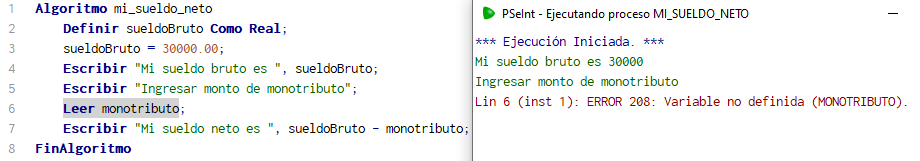 1 Algoritmo mi_sueldo_neto
2 Definir sueldoBruto Como Real;
3 sueldoBruto = 30000.00;
4 Escribir "Mi sueldo bruto es ", sueldoBruto;
5 Escribir "Ingresar monto de monotributo";
6 Leer monotributo;
7 Escribir "Mi sueldo neto es ", sueldoBruto - monotributo;
8 FinAlgoritmo
PSeInt - Ejecutando proceso MI_SUELDO_NETO
*** Ejecución Iniciada. ***
Mi sueldo bruto es 30000
Ingresar monto de monotributo
Lin 6 (inst 1): ERROR 208: Variable no definida (MONOTRIBUTO).